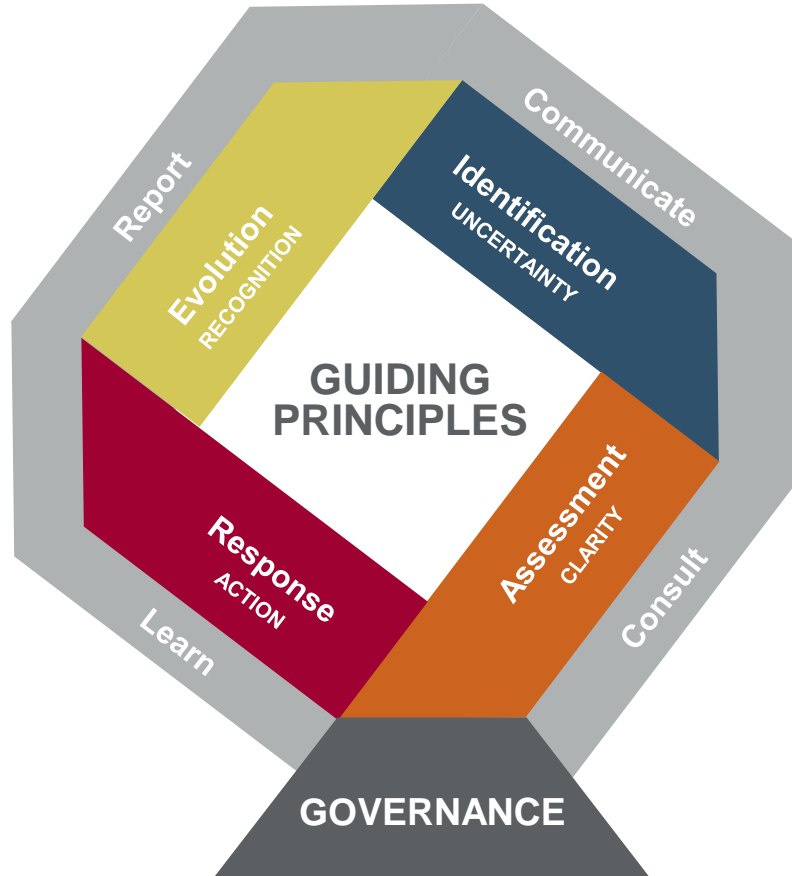 Communicate
Identification
UNCERTAINTY
Report
Evolution
RECOGNITION
GUIDING
PRINCIPLES
Assessment
CLARITY
Consult
Response
ACTION
Learn
GOVERNANCE